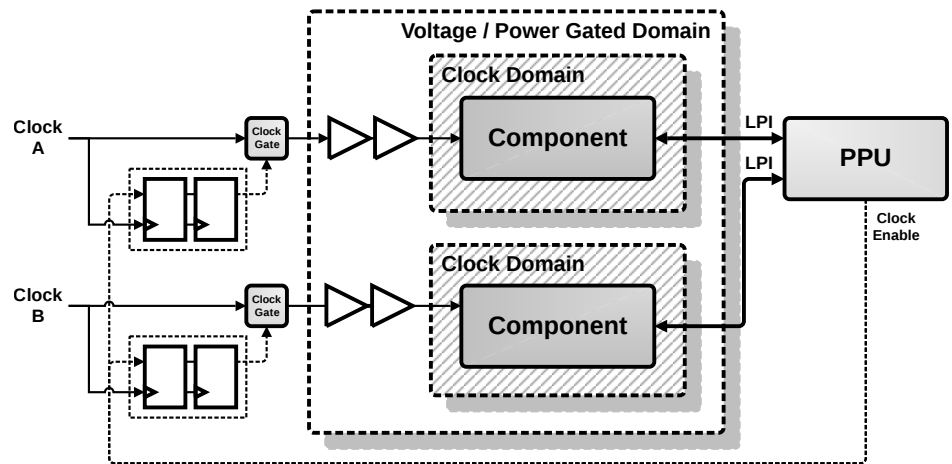 Voltage / Power Gated Domain
Clock Domain
Clock
A
Clock
Gate
Component
LPI
LPI
PPU
Clock
Enable
Clock Domain
Clock
B
Clock
Gate
Component